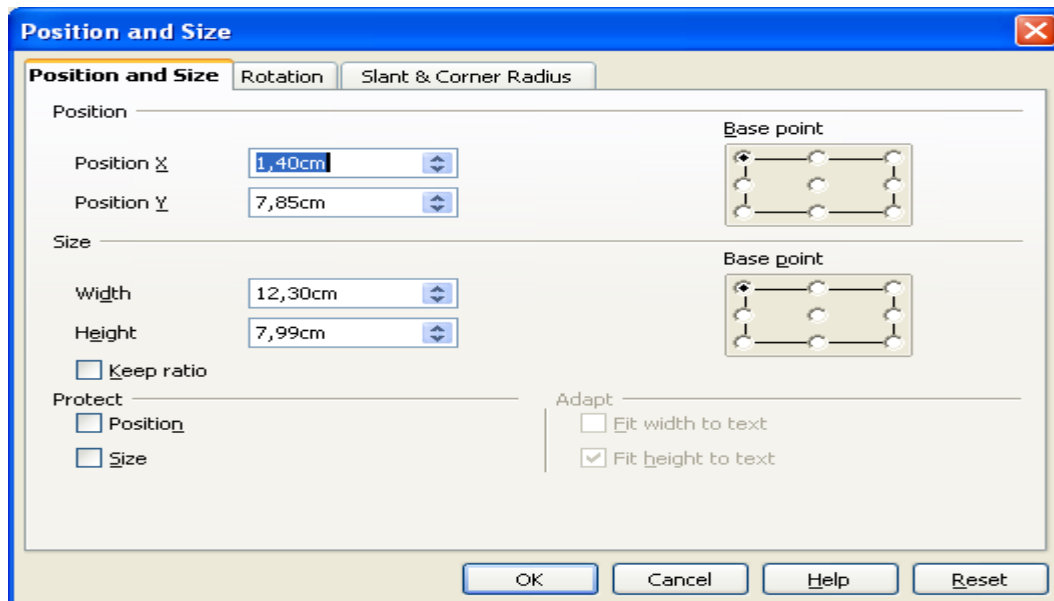 Position and Size
Position and Size Rotation Slant & Corner Radius
Position
Base point
Position X 1,40cm
Position Y 7,85cm
Size
Base point
Width 12,30cm
Height 7,99cm
Keep ratio
Protect Adapt
Position Fit width to text
Size Fit height to text
OK Cancel Help Reset